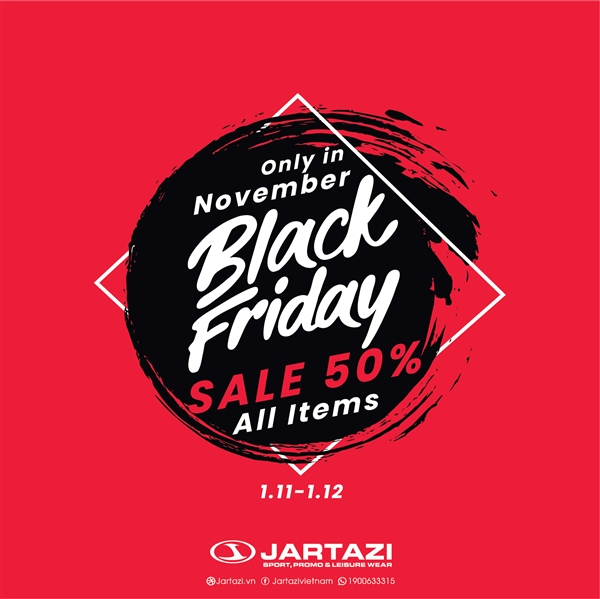 Only in
November
Black
Friday
SALE 50%
All Items
1.11-1.12
JARTAZI
SPORT, PROMO & LEISURE WEAR
Jartazi.vn Jartazivietnam 1900633315